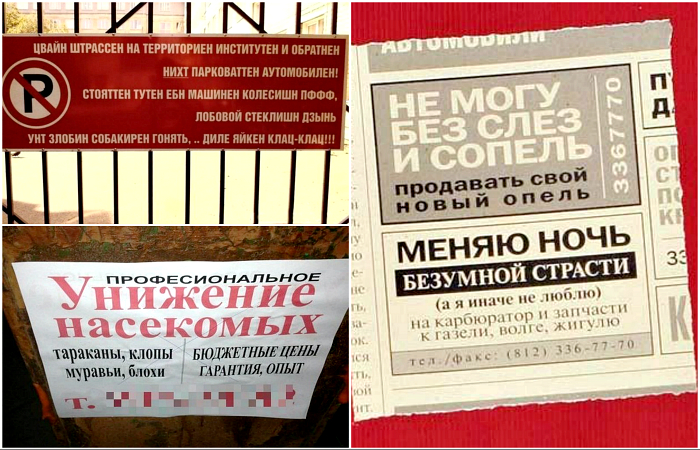 ЦВАЙН ШТРАССЕН НА ТЕРРИТОРИЕН ИНСТИТУТЕН И ОБРАТНЕН
НИХТ ПАРКОВАТТЕН АУТОМОБИЛЕН!
СТОЯТТЕН ТУТЕН ЕБН МАШИНЕН КОЛЕСИШН ПФФФ,
ЛОБОВОЙ СТЕКЛИШН ДЗЫНЬ
УНТ ЗЛОБИН СОБАКИРЕН ГОНЯТЬ, .. ДИЛЕ ЯЙКЕН КЛАЦ-КЛАЦ!!!
P
ПРОФЕСИОНАЛЬНОЕ
Унижение
насекомых
тараканы, клопы
муравьи, блохи
БЮДЖЕТНЫЕ ЦЕНЫ
ГАРАНТИЯ, ОПЫТ
т.
АВТОМОБИЛИ
НЕ МОГУ
БЕЗ СЛЕЗ
И СОПЕЛЬ
продавать свой
новый опель
3367770
МЕНЯЮ НОЧЬ
БЕЗУМНОЙ СТРАСТИ
(а я иначе не люблю)
на карбюратор и запчасти
к газели, волге, жигулю
тел./факс: (812) 336-77-70